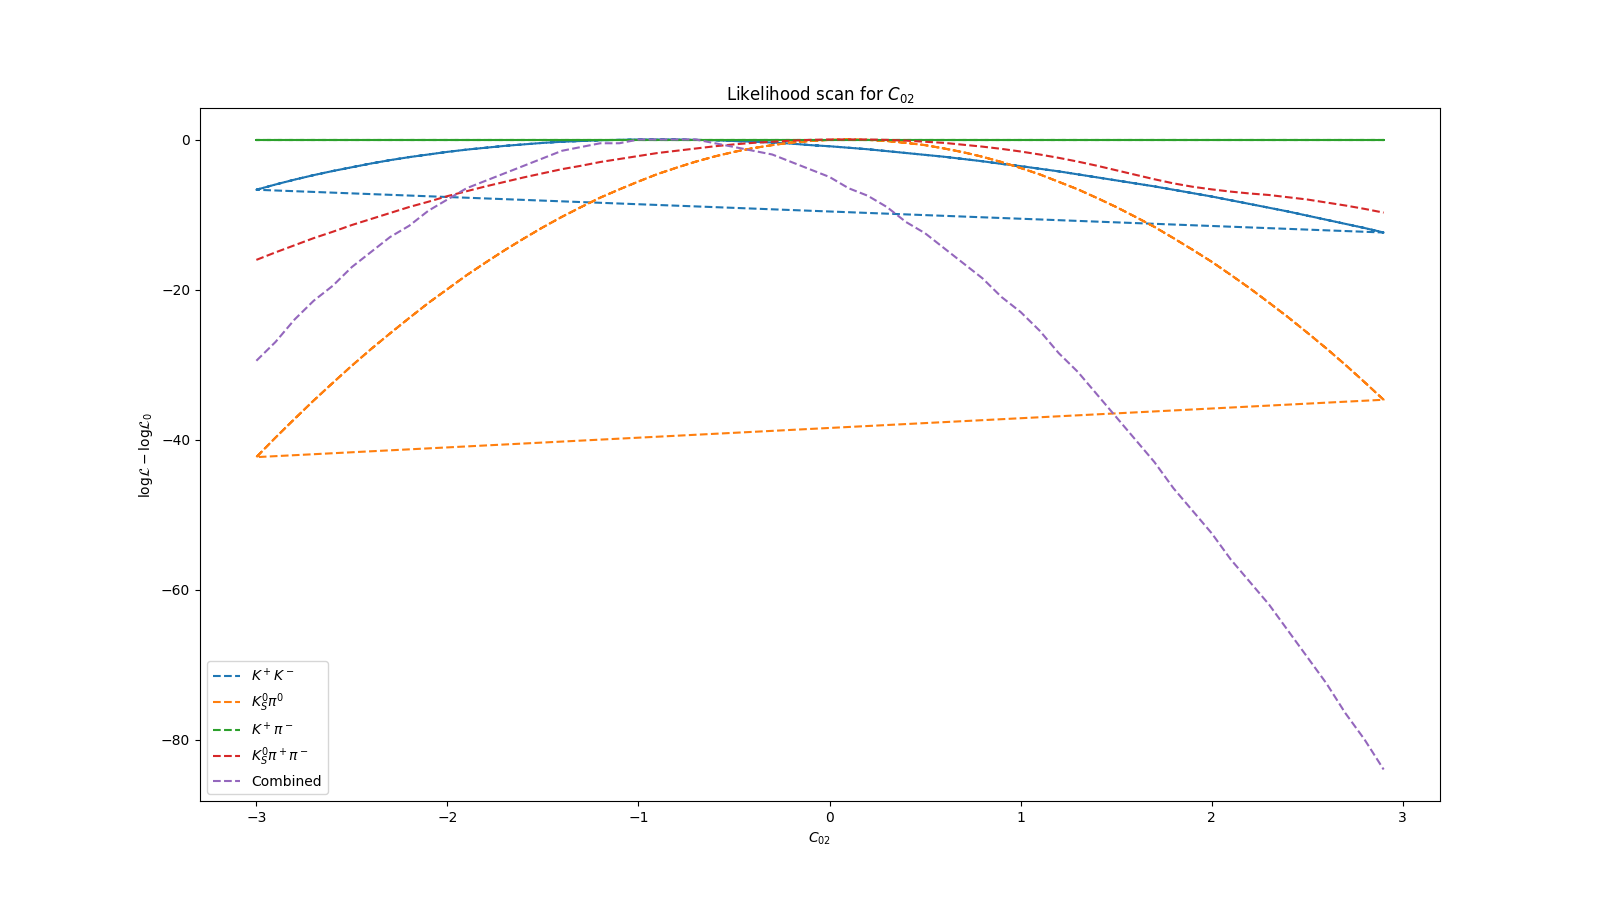 Likelihood scan for $C_{02}$
0
−20
−40
−60
−80
$\log\mathcal{L} - \log\mathcal{L}_0$
−3
−2
−1
0
1
2
3
$C_{02}$
$K^+K^-$
$K_S^0\pi^0$
$K^+\pi^-$
$K_S^0\pi^+\pi^-$
Combined